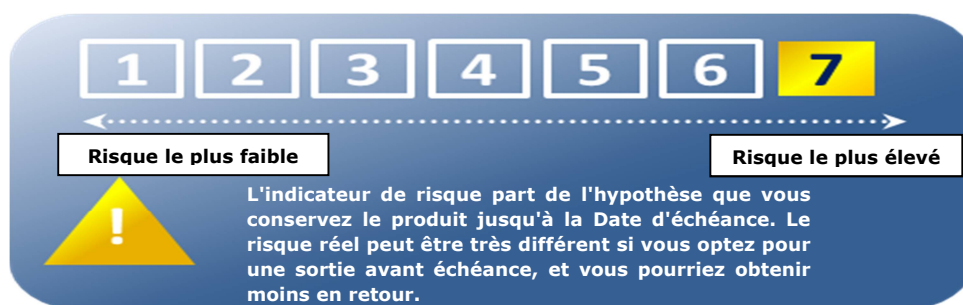 1 2 3 4 5 6 7
Risque le plus faible
Risque le plus élevé
!
L'indicateur de risque part de l'hypothèse que vous
conservez le produit jusqu'à la Date d'échéance. Le
risque réel peut être très différent si vous optez pour
une sortie avant échéance, et vous pourriez obtenir
moins en retour.